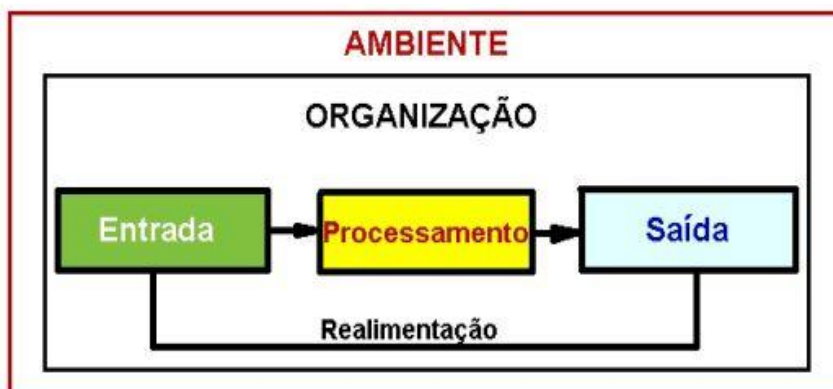 AMBIENTE
ORGANIZAÇÃO
Entrada
Processamento
Saída
Realimentação